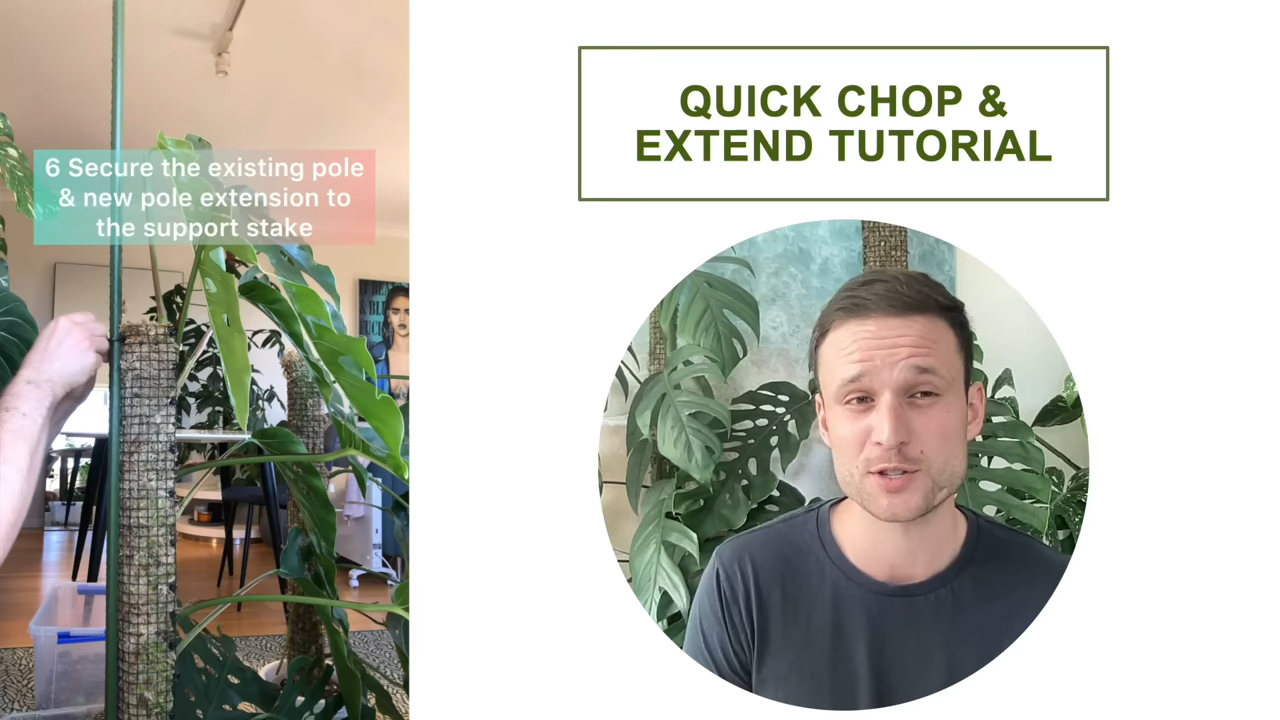 6 Secure the existing pole
& new pole extension to
the support stake
QUICK CHOP &
EXTEND TUTORIAL